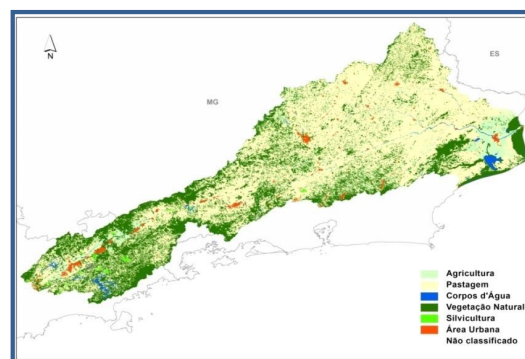 N
ES
MG
Agricultura
Pastagem
Corpos d'Água
Vegetação Natural
Silvicultura
Área Urbana
Não classificado